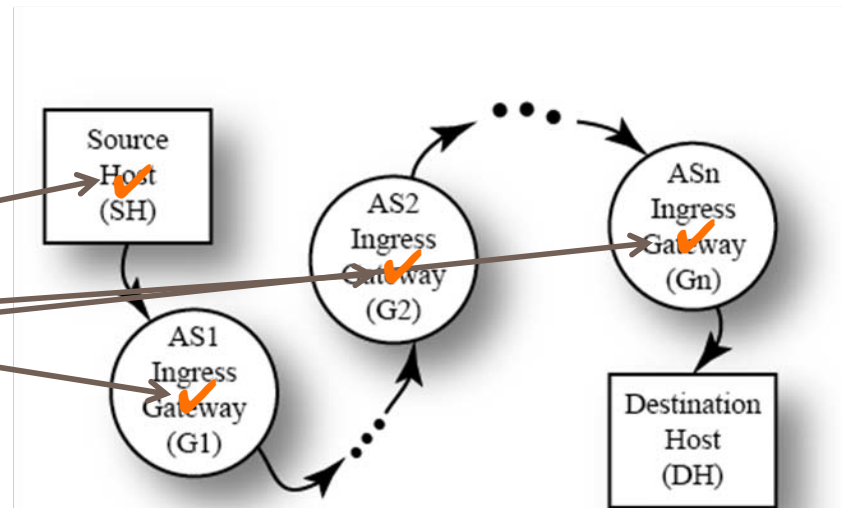 Source
Host
(SH)
AS1
Ingress
Gateway
(G1)
AS2
Ingress
Gateway
(G2)
ASn
Ingress
Gateway
(Gn)
Destination
Host
(DH)